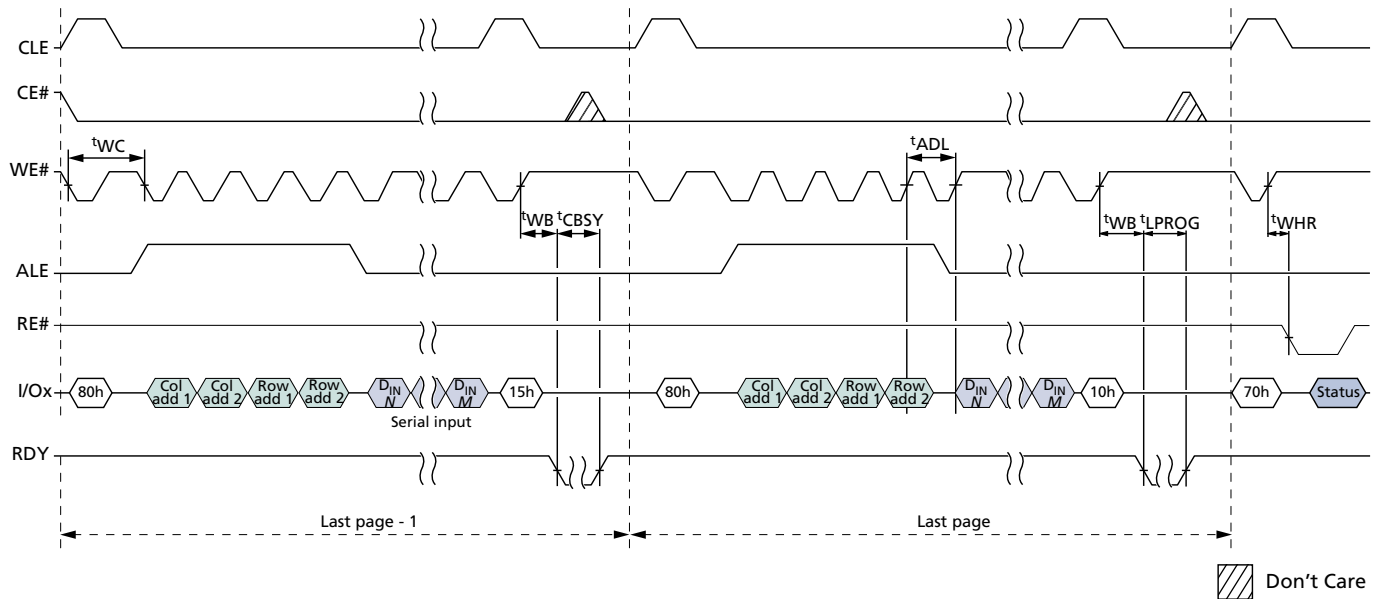 CLE
CE#
tWC
tADL
WE#
tWB tCBSY
tWB tLPROG
tWHR
ALE
RE#
I/Ox
80h
Col add 1
Col add 2
Row add 1
Row add 2
DIN N
DIN M
15h
80h
Col add 1
Col add 2
Row add 1
Row add 2
DIN N
DIN M
10h
70h
Status
Serial input
RDY
Last page - 1
Last page
Don't Care